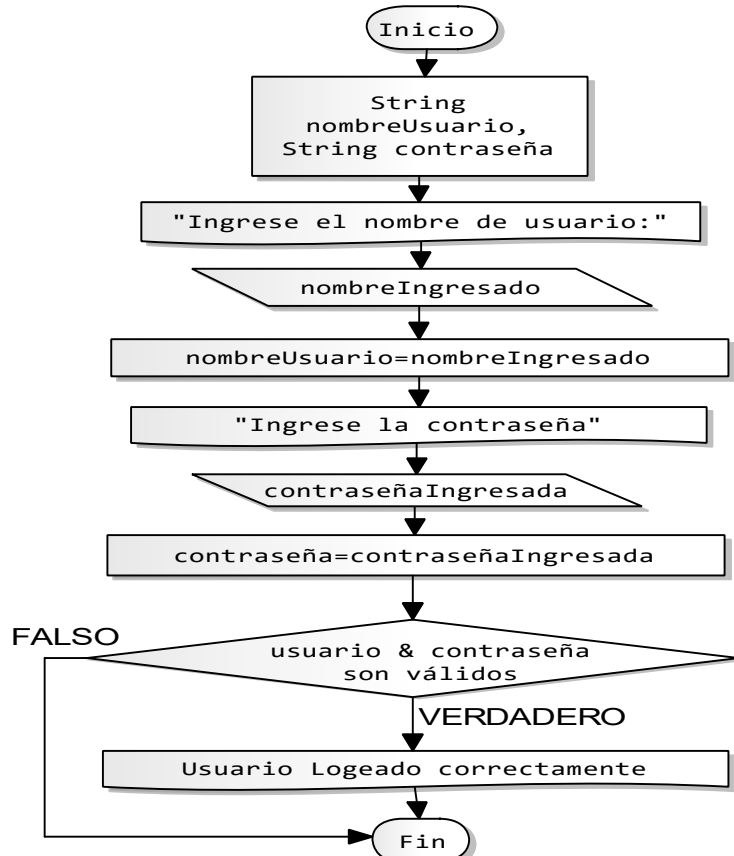 Inicio
String
nombreUsuario,
String contraseña
"Ingrese el nombre de usuario:"
nombreIngresado
nombreUsuario=nombreIngresado
"Ingrese la contraseña"
contraseñaIngresada
contraseña=contraseñaIngresada
FALSO
usuario & contraseña
son válidos
VERDADERO
Usuario Logeado correctamente
Fin